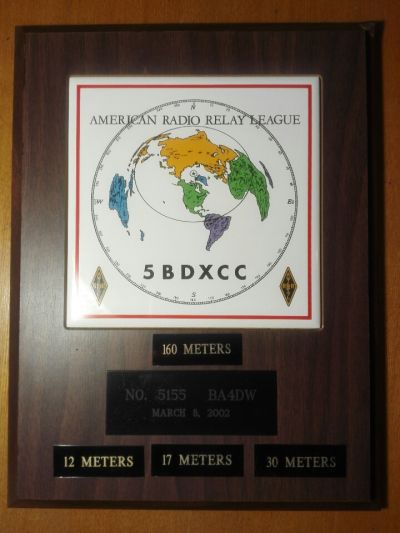 AMERICAN RADIO RELAY LEAGUE
5BDXCC
160 METERS
NO. 5155 BA4DW
MARCH 8, 2002
12 METERS
17 METERS
30 METERS